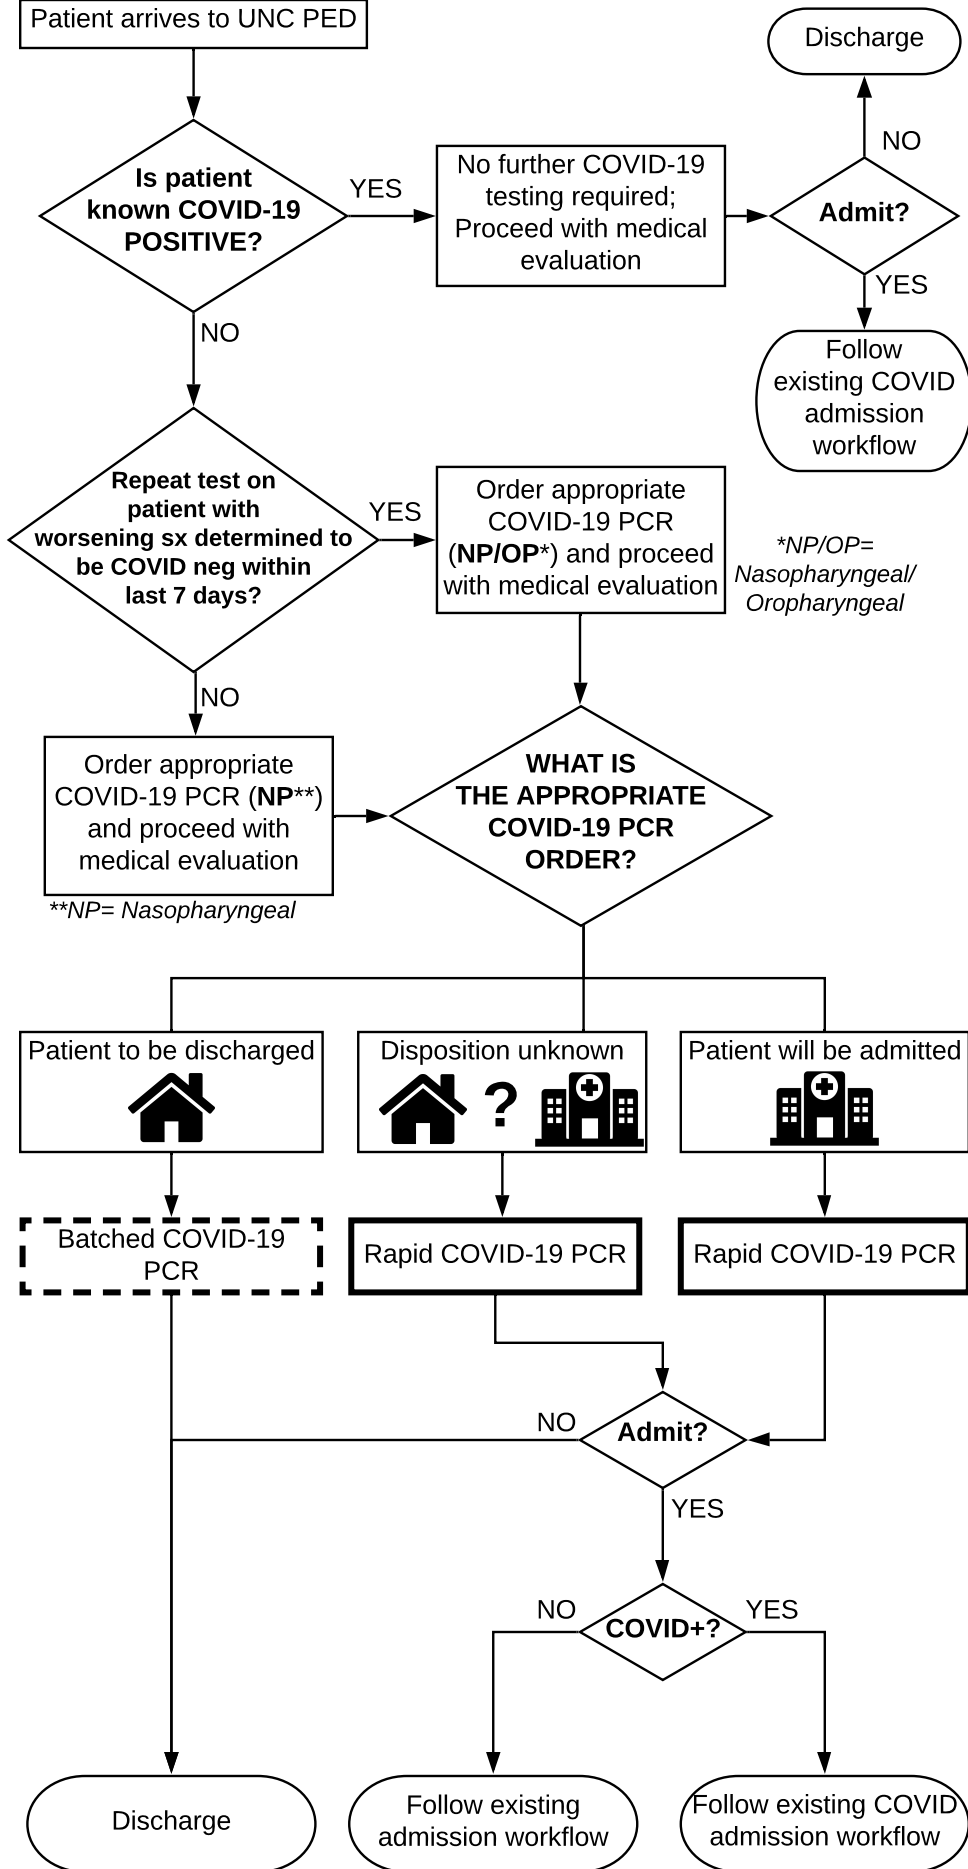 Patient arrives to UNC PED
Discharge
NO
Is patient
known COVID-19
POSITIVE?
YES
No further COVID-19
testing required;
Proceed with medical
evaluation
Admit?
YES
NO
Follow
existing COVID
admission
workflow
Repeat test on
patient with
worsening sx determined to
be COVID neg within
last 7 days?
YES
Order appropriate
COVID-19 PCR
(NP/OP*) and proceed
with medical evaluation
*NP/OP=
Nasopharyngeal/
Oropharyngeal
NO
Order appropriate
COVID-19 PCR (NP**)
and proceed with
medical evaluation
**NP= Nasopharyngeal
WHAT IS
THE APPROPRIATE
COVID-19 PCR
ORDER?
Patient to be discharged
Disposition unknown
?
Patient will be admitted
Batched COVID-19
PCR
Rapid COVID-19 PCR
Rapid COVID-19 PCR
NO
Admit?
YES
NO
COVID+?
YES
Discharge
Follow existing
admission workflow
Follow existing COVID
admission workflow